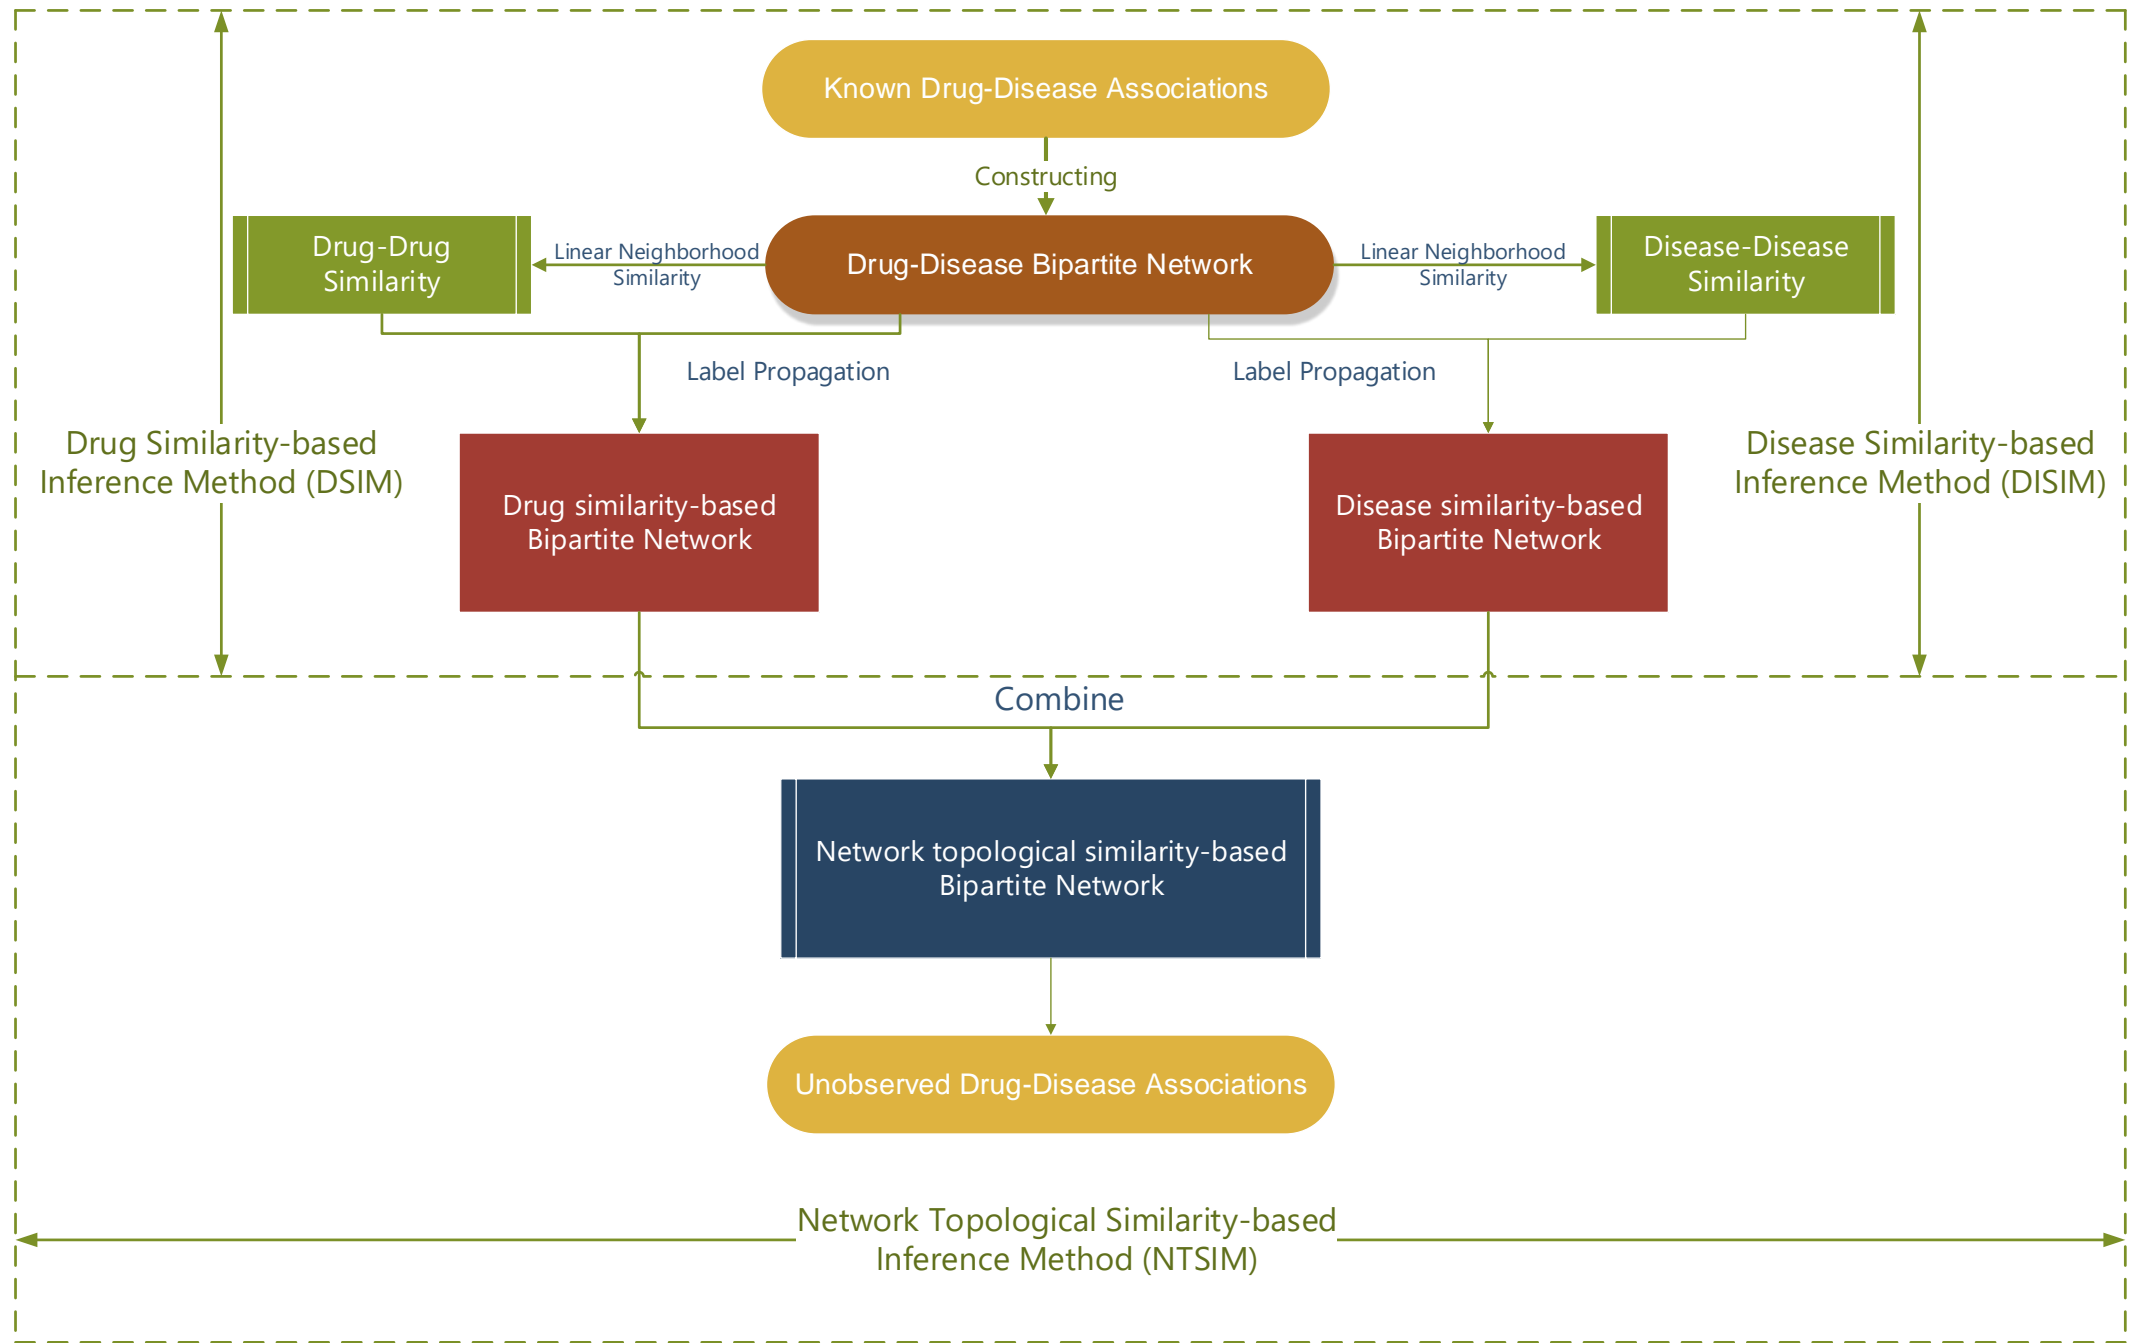 Known Drug-Disease Associations
Constructing
Drug-Drug
Similarity
Linear Neighborhood
Similarity
Drug-Disease Bipartite Network
Linear Neighborhood
Similarity
Disease-Disease
Similarity
Label Propagation
Label Propagation
Drug Similarity-based
Inference Method (DSIM)
Drug similarity-based
Bipartite Network
Disease similarity-based
Bipartite Network
Disease Similarity-based
Inference Method (DISIM)
Combine
Network topological similarity-based
Bipartite Network
Unobserved Drug-Disease Associations
Network Topological Similarity-based
Inference Method (NTSIM)